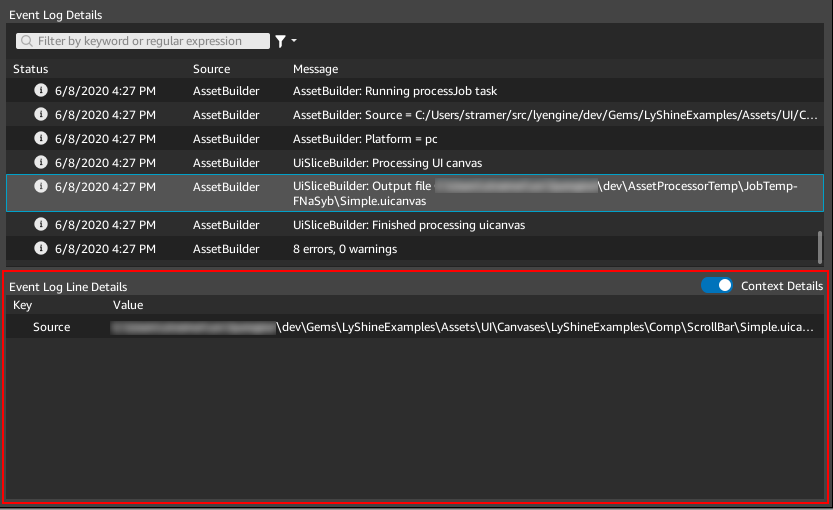 Event Log Details
Filter by keyword or regular expression
Status Source Message
6/8/2020 4:27 PM AssetBuilder AssetBuilder: Running processJob task
6/8/2020 4:27 PM AssetBuilder AssetBuilder: Source = C:/Users/stramer/src/lyengine/dev/Gems/LyShineExamples/Assets/UI/C...
6/8/2020 4:27 PM AssetBuilder AssetBuilder: Platform = pc
6/8/2020 4:27 PM AssetBuilder UiSliceBuilder: Processing UI canvas
6/8/2020 4:27 PM AssetBuilder UiSliceBuilder: Output file \dev\AssetProcessorTemp\JobTemp-
FNaSyb\Simple.uicanvas
6/8/2020 4:27 PM AssetBuilder UiSliceBuilder: Finished processing uicanvas
6/8/2020 4:27 PM AssetBuilder 8 errors, 0 warnings
Event Log Line Details Context Details
Key Value
Source \dev\Gems\LyShineExamples\Assets\UI\Canvases\LyShineExamples\Comp\ScrollBar\Simple.uica...